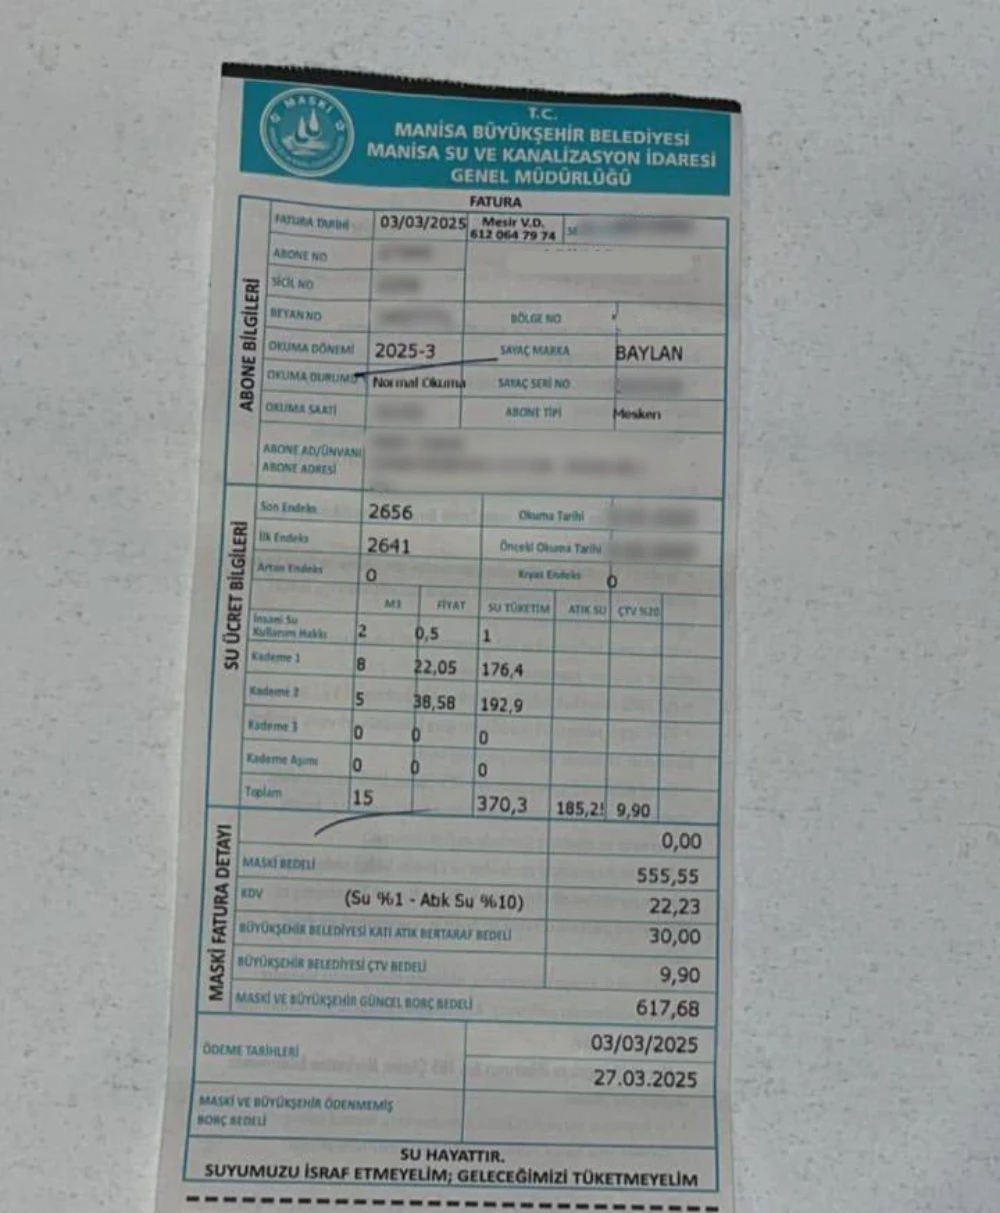 MASKİ
T.C.
MANİSA BÜYÜKŞEHİR BELEDİYESİ
MANİSA SU VE KANALİZASYON İDARESİ
GENEL MÜDÜRLÜĞÜ
FATURA
ABONE BİLGİLERİ
FATURA TARİHİ 03/03/2025 Mesir V.D. 612 064 79 74 SE
ABONE NO
SİCİL NO
BEYAN NO BÖLGE NO
OKUMA DÖNEMİ 2025-3 SAYAÇ MARKA BAYLAN
OKUMA DURUMU Normal Okuma SAYAÇ SERİ NO
OKUMA SAATİ ABONE TİPİ Mesken
ABONE AD/ÜNVANI
ABONE ADRESİ
SU ÜCRET BİLGİLERİ
Son Endeks 2656 Okuma Tarihi
İlk Endeks 2641 Önceki Okuma Tarihi
Artan Endeks 0 Kıyas Endeks 0
M3 FİYAT SU TÜKETİM ATIK SU ÇTV %20
İnsani Su
Kullanım Hakkı 2 0,5 1
Kademe 1 8 22,05 176,4
Kademe 2 5 38,58 192,9
Kademe 3 0 0 0
Kademe Aşımı 0 0 0
Toplam 15 370,3 185,2 9,90
MASKİ FATURA DETAYI
0,00
MASKİ BEDELİ 555,55
KDV (Su %1 - Atık Su %10) 22,23
BÜYÜKŞEHİR BELEDİYESİ KATI ATIK BERTARAF BEDELİ 30,00
BÜYÜKŞEHİR BELEDİYESİ ÇTV BEDELİ 9,90
MASKİ VE BÜYÜKŞEHİR GÜNCEL BORÇ BEDELİ 617,68
ÖDEME TARİHLERİ 03/03/2025
27.03.2025
MASKİ VE BÜYÜKŞEHİR ÖDENMEMİŞ
BORÇ BEDELİ
SU HAYATTIR.
SUYUMUZU İSRAF ETMEYELİM; GELECEĞİMİZİ TÜKETMEYELİM